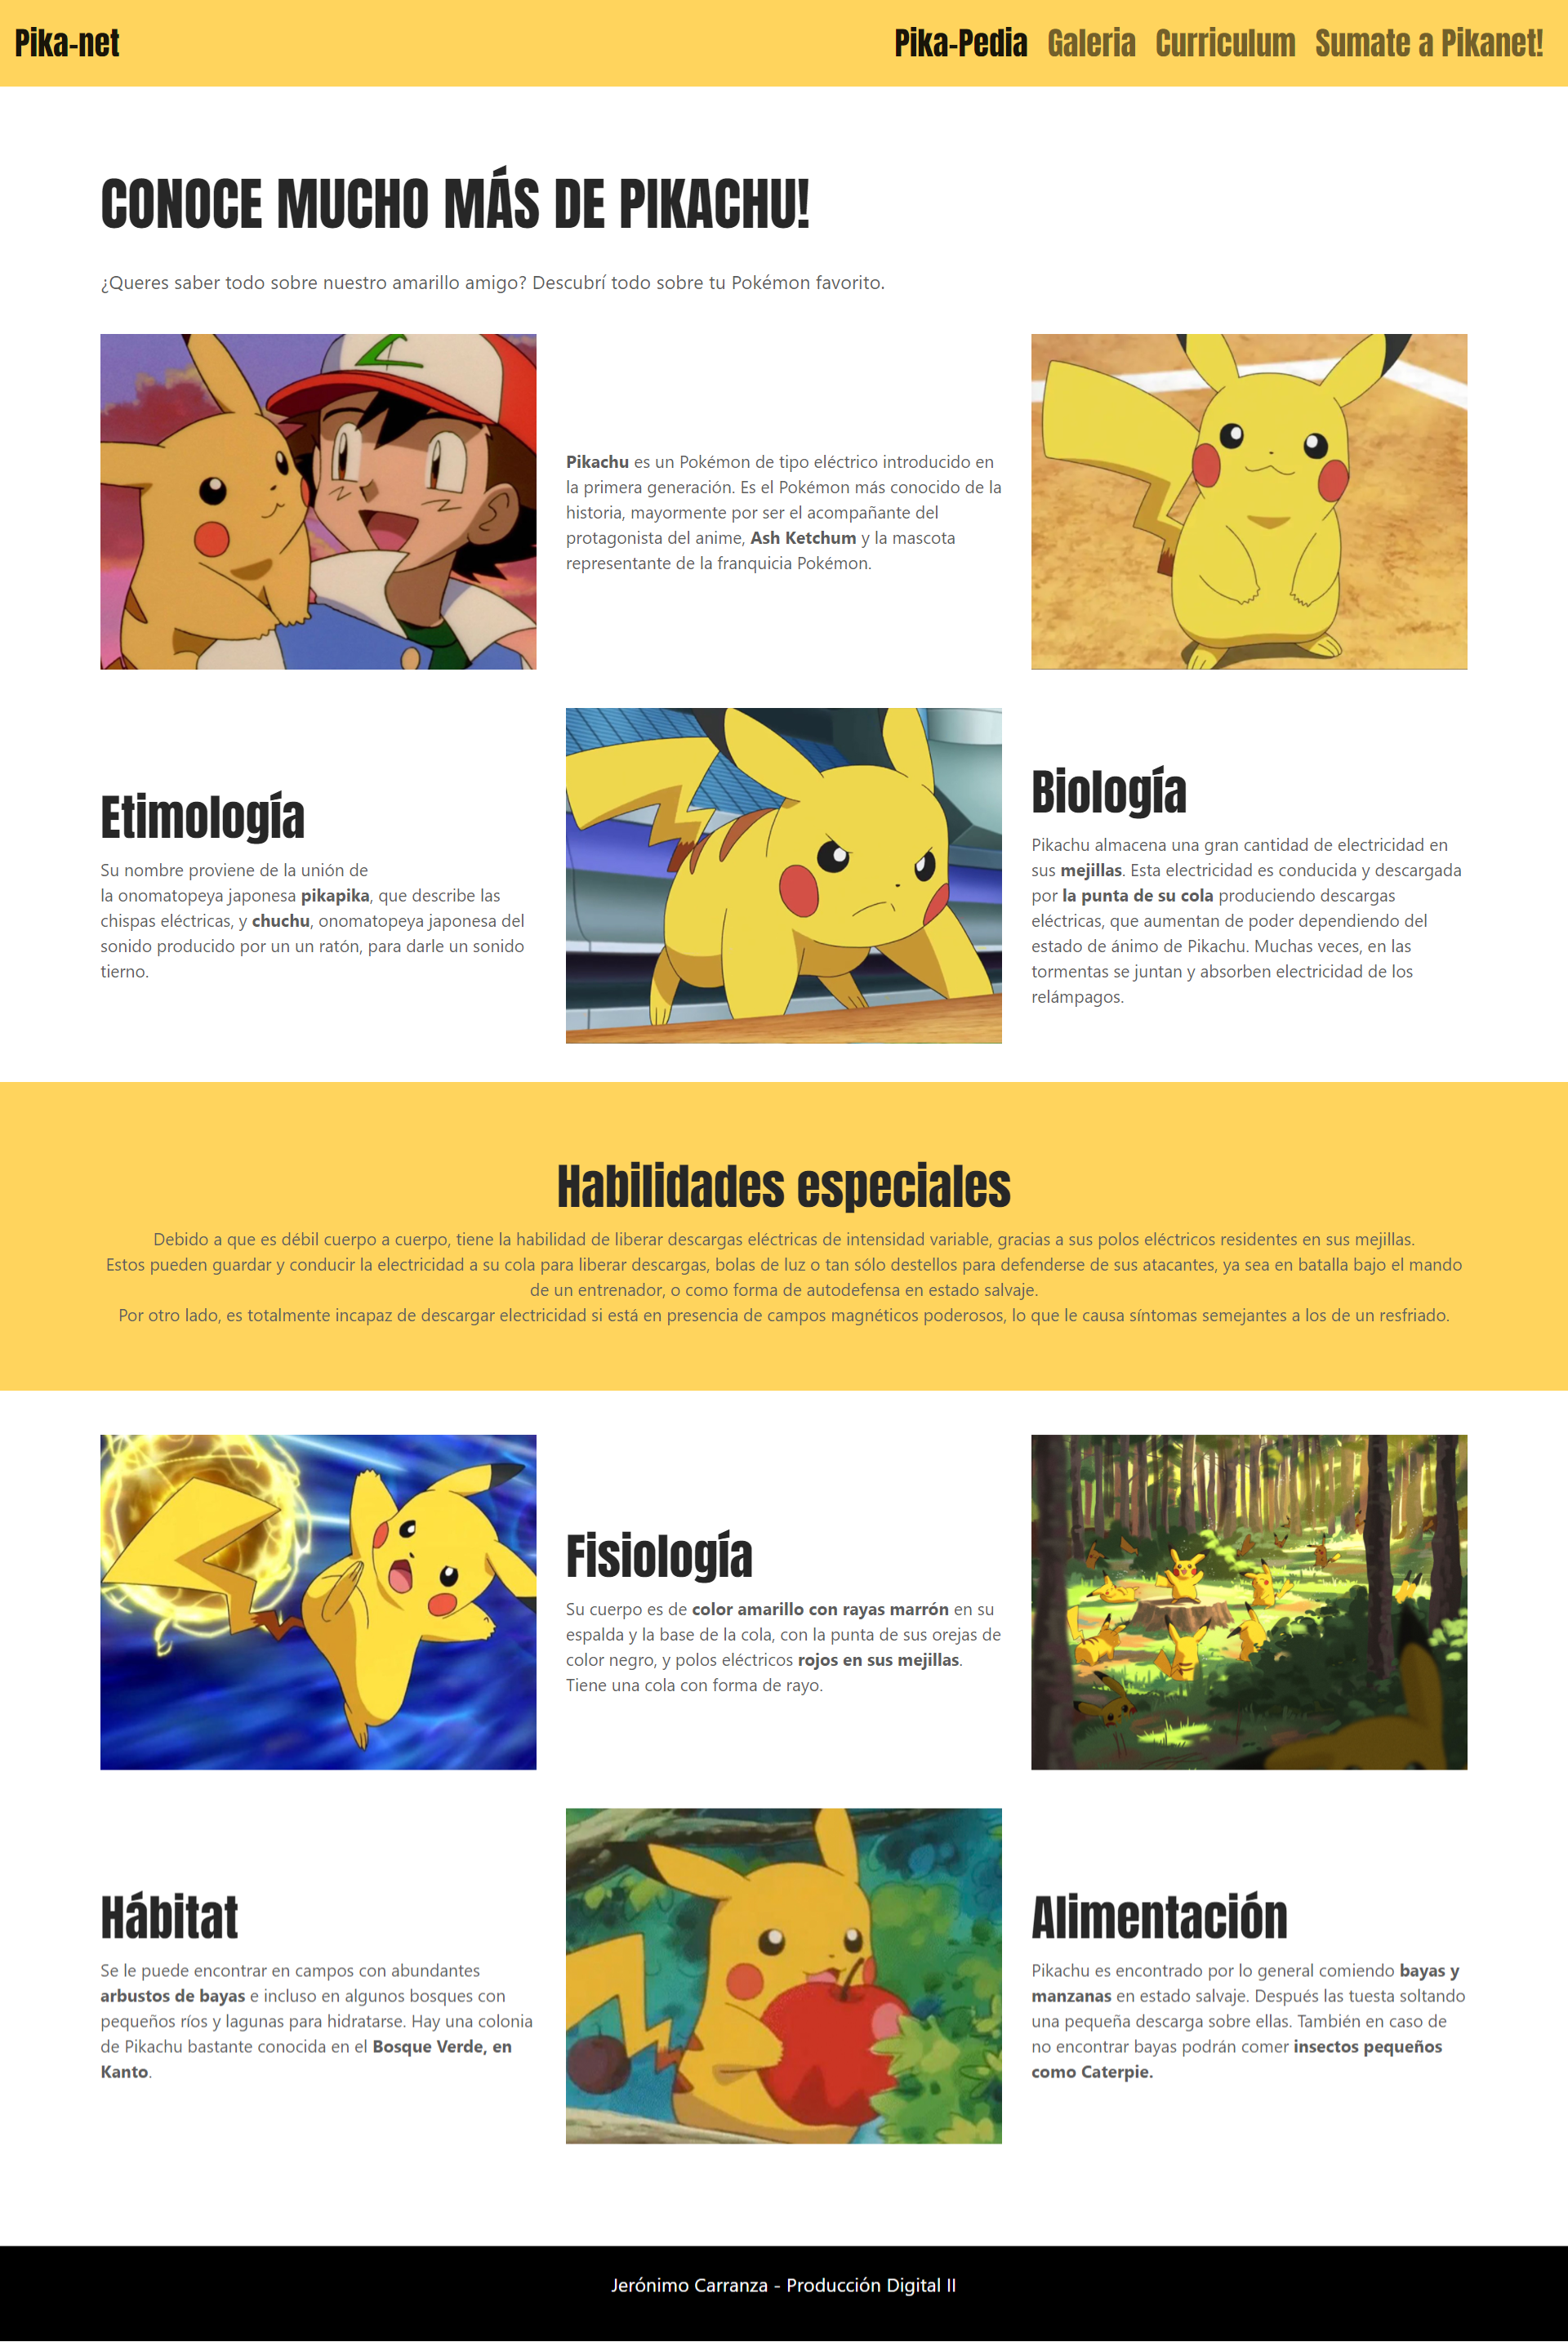 Pika-net
Pika-Pedia Galeria Curriculum Sumate a Pikanet!
CONOCE MUCHO MÁS DE PIKACHU!
¿Queres saber todo sobre nuestro amarillo amigo? Descubrí todo sobre tu Pokémon favorito.
Pikachu es un Pokémon de tipo eléctrico introducido en
la primera generación. Es el Pokémon más conocido de la
historia, mayormente por ser el acompañante del
protagonista del anime, Ash Ketchum y la mascota
representante de la franquicia Pokémon.
Etimología
Su nombre proviene de la unión de
la onomatopeya japonesa pikapika, que describe las
chispas eléctricas, y chuchu, onomatopeya japonesa del
sonido producido por un un ratón, para darle un sonido
tierno.
Biología
Pikachu almacena una gran cantidad de electricidad en
sus mejillas. Esta electricidad es conducida y descargada
por la punta de su cola produciendo descargas
eléctricas, que aumentan de poder dependiendo del
estado de ánimo de Pikachu. Muchas veces, en las
tormentas se juntan y absorben electricidad de los
relámpagos.
Habilidades especiales
Debido a que es débil cuerpo a cuerpo, tiene la habilidad de liberar descargas eléctricas de intensidad variable, gracias a sus polos eléctricos residentes en sus mejillas.
Estos pueden guardar y conducir la electricidad a su cola para liberar descargas, bolas de luz o tan sólo destellos para defenderse de sus atacantes, ya sea en batalla bajo el mando
de un entrenador, o como forma de autodefensa en estado salvaje.
Por otro lado, es totalmente incapaz de descargar electricidad si está en presencia de campos magnéticos poderosos, lo que le causa síntomas semejantes a los de un resfriado.
Fisiología
Su cuerpo es de color amarillo con rayas marrón en su
espalda y la base de la cola, con la punta de sus orejas de
color negro, y polos eléctricos rojos en sus mejillas.
Tiene una cola con forma de rayo.
Hábitat
Se le puede encontrar en campos con abundantes
arbustos de bayas e incluso en algunos bosques con
pequeños ríos y lagunas para hidratarse. Hay una colonia
de Pikachu bastante conocida en el Bosque Verde, en
Kanto.
Alimentación
Pikachu es encontrado por lo general comiendo bayas y
manzanas en estado salvaje. Después las tuesta soltando
una pequeña descarga sobre ellas. También en caso de
no encontrar bayas podrán comer insectos pequeños
como Caterpie.
Jerónimo Carranza - Producción Digital II